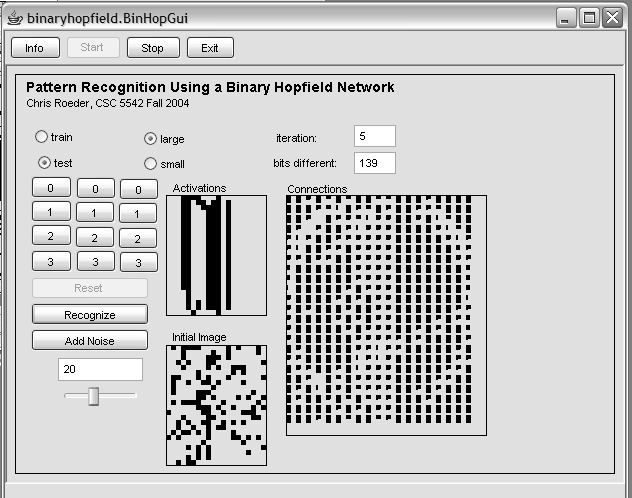 binaryhopfield.BinHopGui
Info Start Stop Exit
Pattern Recognition Using a Binary Hopfield Network
Chris Roeder, CSC 5542 Fall 2004
train large iteration: 5
test small bits different: 139
0 0 0 Activations Connections
1 1 1
2 2 2
3 3 3
Reset
Recognize
Add Noise Initial Image
20